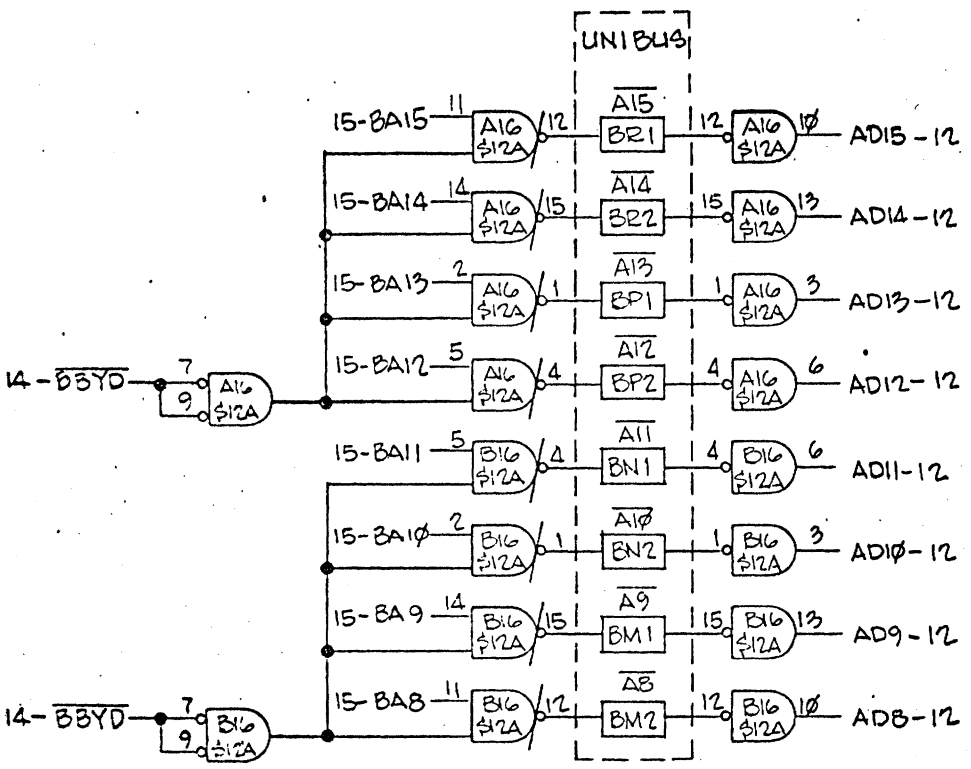 UNIBUS
A15
15-BA15 11 A16 $12A 12 BR1 12 A16 $12A 1Ø AD15-12
A14
15-BA14 14 A16 $12A 15 BR2 15 A16 $12A 13 AD14-12
A13
15-BA13 2 A16 $12A 1 BP1 1 A16 $12A 3 AD13-12
A12
15-BA12 5 A16 $12A 4 BP2 4 A16 $12A 6 AD12-12
14-BBYD 7 9 A16 $12A
A11
15-BA11 5 B16 $12A 4 BN1 4 B16 $12A 6 AD11-12
A1Ø
15-BA1Ø 2 B16 $12A 1 BN2 1 B16 $12A 3 AD1Ø-12
A9
15-BA9 14 B16 $12A 15 BM1 15 B16 $12A 13 AD9-12
A8
15-BA8 11 B16 $12A 12 BM2 12 B16 $12A 1Ø AD8-12
14-BBYD 7 9 B16 $12A